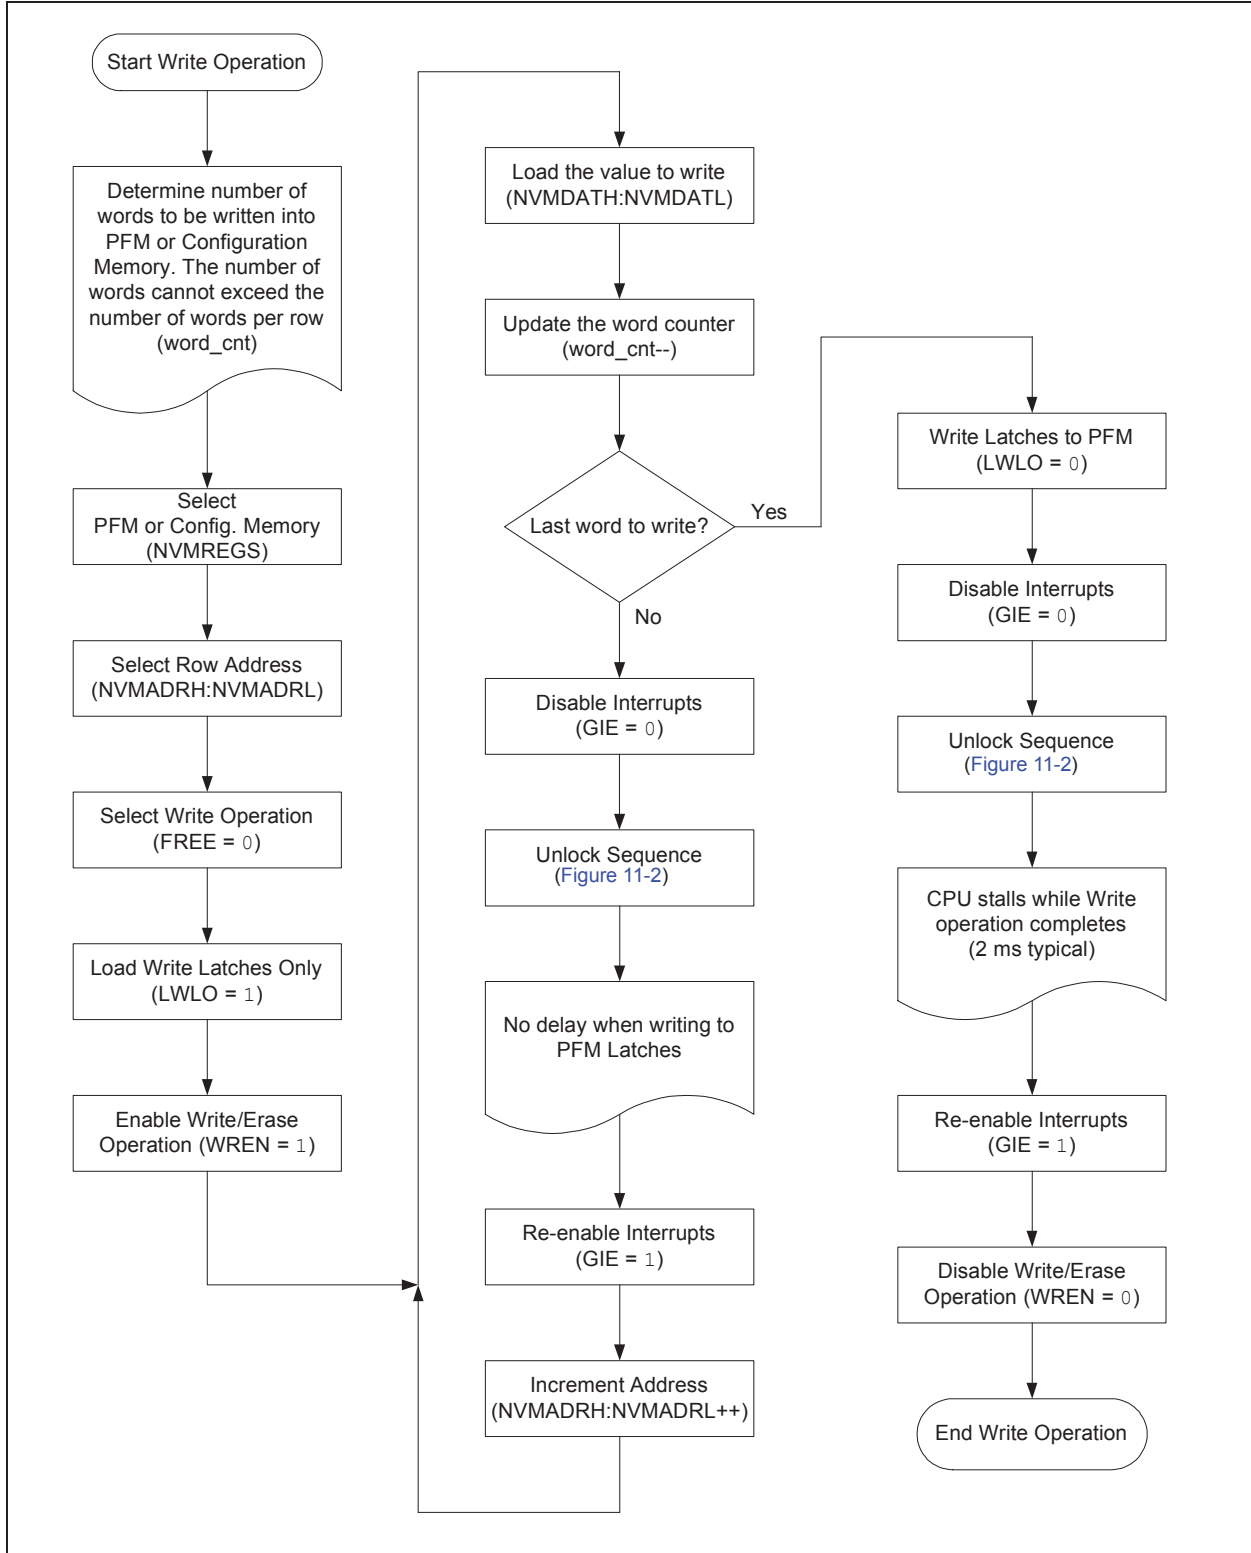 Start Write Operation
Determine number of
words to be written into
PFM or Configuration
Memory. The number of
words cannot exceed the
number of words per row
(word_cnt)
Select
PFM or Config. Memory
(NVMREGS)
Select Row Address
(NVMADRH:NVMADRL)
Select Write Operation
(FREE = 0)
Load Write Latches Only
(LWLO = 1)
Enable Write/Erase
Operation (WREN = 1)
Load the value to write
(NVMDATH:NVMDATL)
Update the word counter
(word_cnt--)
Last word to write?
Yes
No
Disable Interrupts
(GIE = 0)
Unlock Sequence
(Figure 11-2)
No delay when writing to
PFM Latches
Re-enable Interrupts
(GIE = 1)
Increment Address
(NVMADRH:NVMADRL++)
Write Latches to PFM
(LWLO = 0)
Disable Interrupts
(GIE = 0)
Unlock Sequence
(Figure 11-2)
CPU stalls while Write
operation completes
(2 ms typical)
Re-enable Interrupts
(GIE = 1)
Disable Write/Erase
Operation (WREN = 0)
End Write Operation